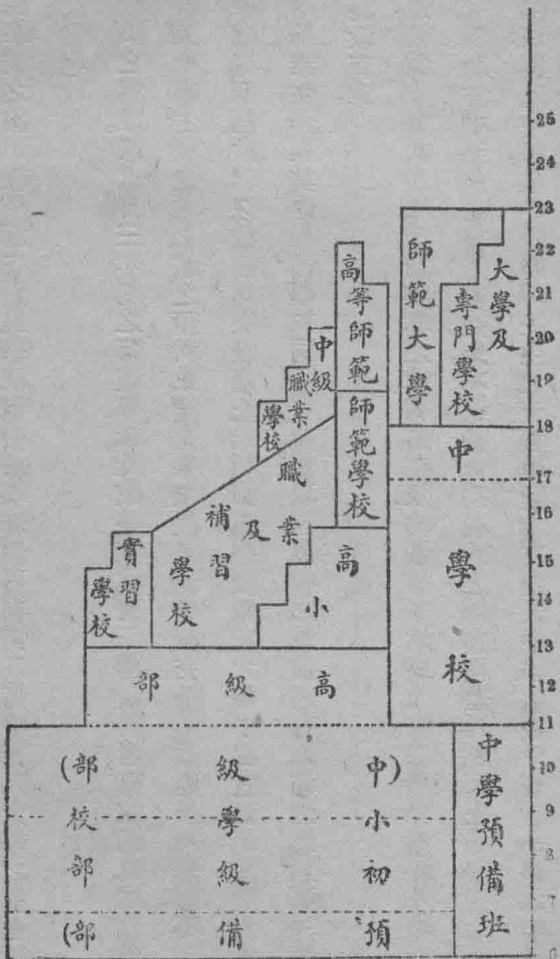 25
24
23
22
21
20
19
18
17
16
15
14
13
12
11
10
9
8
7
6
大學及
專門學校
師範大學
高等師範
師範學校
中級
職業
學校
職業
及
補習
學校
實習
學校
高小
中
學
校
高級部
(中級部)
小學校
初級部
預備部)
中學預備班